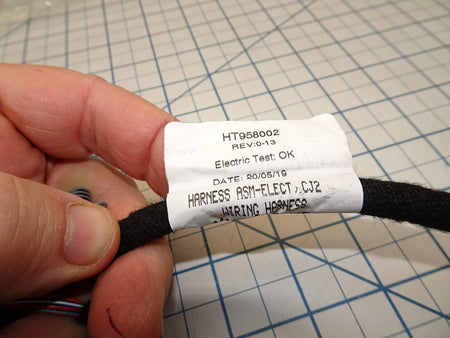 HT958002
REV:0-13
Electric Test: OK
DATE: 20/05/19
HARNESS ASM-ELECT,.CJ2
WIRING HARNESS